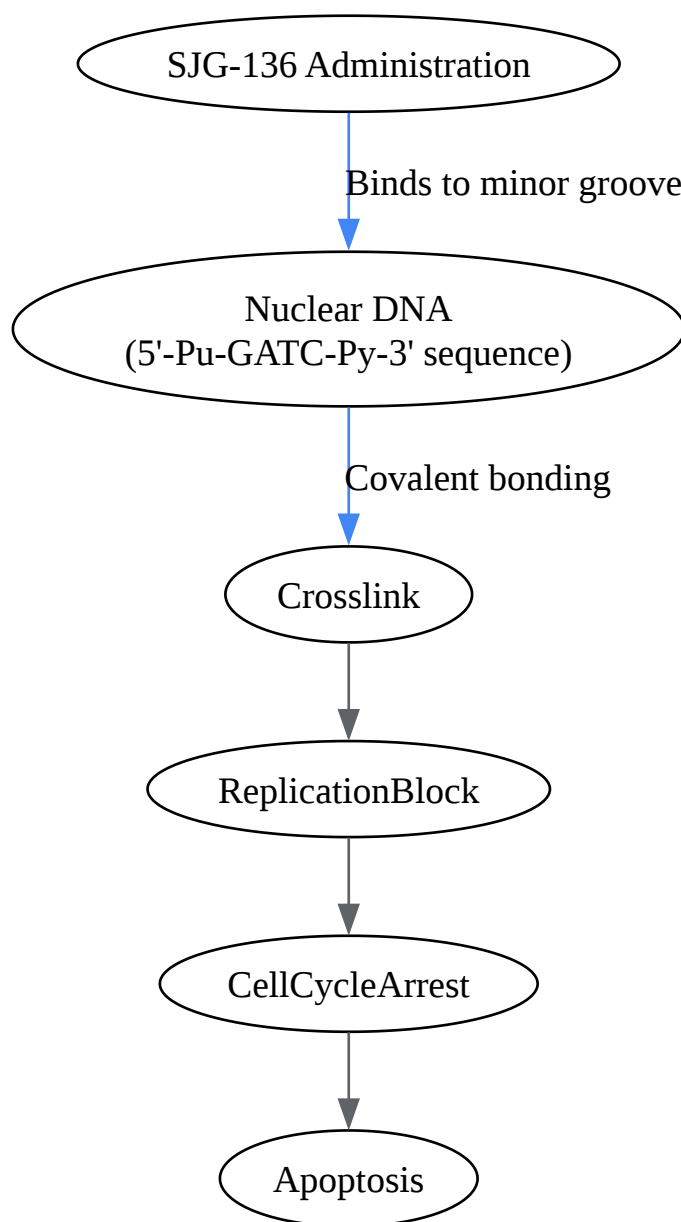 SJG-136 Administration
Binds to minor groove
Nuclear DNA
(5'-Pu-GATC-Py-3' sequence)
Covalent bonding
Crosslink
ReplicationBlock
CellCycleArrest
Apoptosis